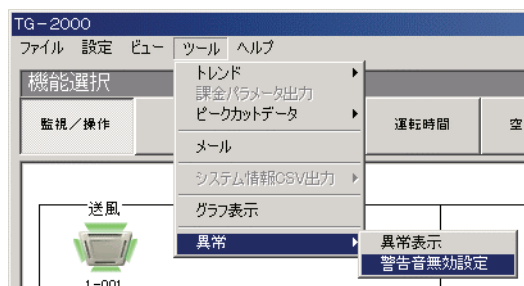 TG-2000
ファイル 設定 ビュー ツール ヘルプ
機能選択
監視/操作
運転時間
空
トレンド
課金パラメータ出力
ピークカットデータ
メール
システム情報CSV出力
グラフ表示
異常
異常表示
警告音無効設定
送風
1-001